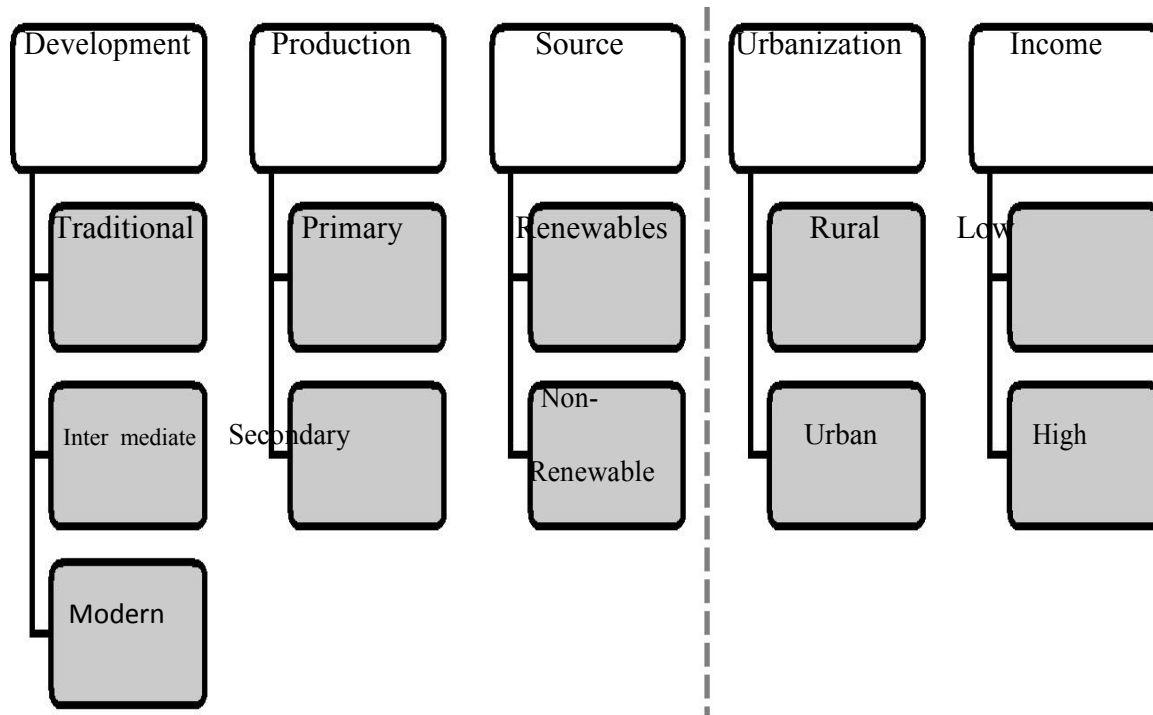 Development
Traditional
Inter mediate
Modern
Production
Primary
Secondary
Source
Renewables
Non-
Renewable
Urbanization
Rural
Urban
Income
Low
High